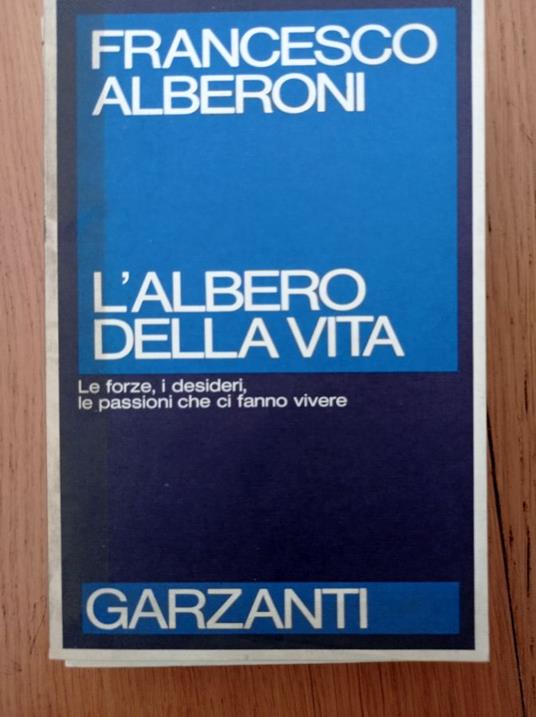 FRANCESCO
ALBERONI
L'ALBERO
DELLA VITA
Le forze, i desideri,
le passioni che ci fanno vivere
GARZANTI